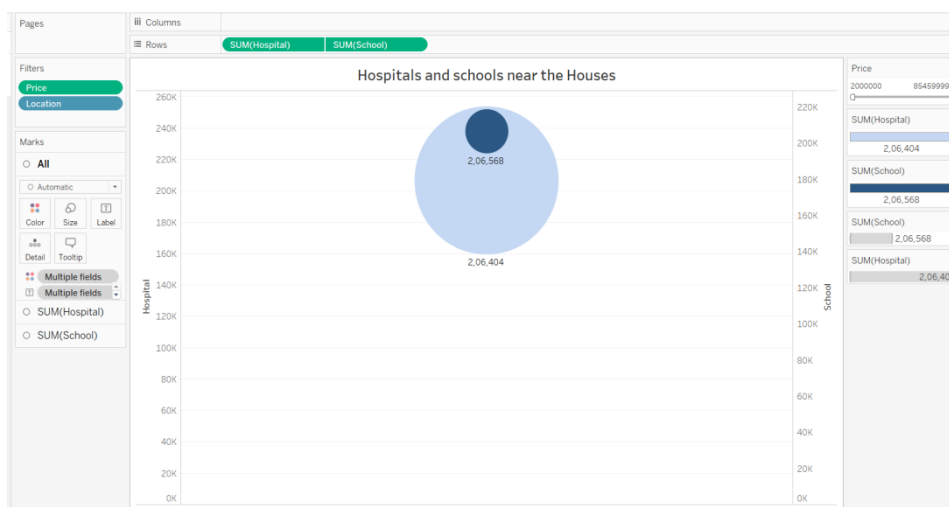 Pages
Columns
Rows
SUM(Hospital)
SUM(School)
Filters
Price
Location
Marks
All
Automatic
Color
Size
Label
Detail
Tooltip
Multiple fields
Multiple fields
SUM(Hospital)
SUM(School)
Hospitals and schools near the Houses
260K
240K
220K
200K
180K
160K
140K
120K
100K
80K
60K
40K
20K
0K
Hospital
2,06,568
2,06,404
220K
200K
180K
160K
140K
120K
100K
80K
60K
40K
20K
0K
School
Price
2000000
85459999
SUM(Hospital)
2,06,404
SUM(School)
2,06,568
SUM(School)
2,06,568
SUM(Hospital)
2,06,40